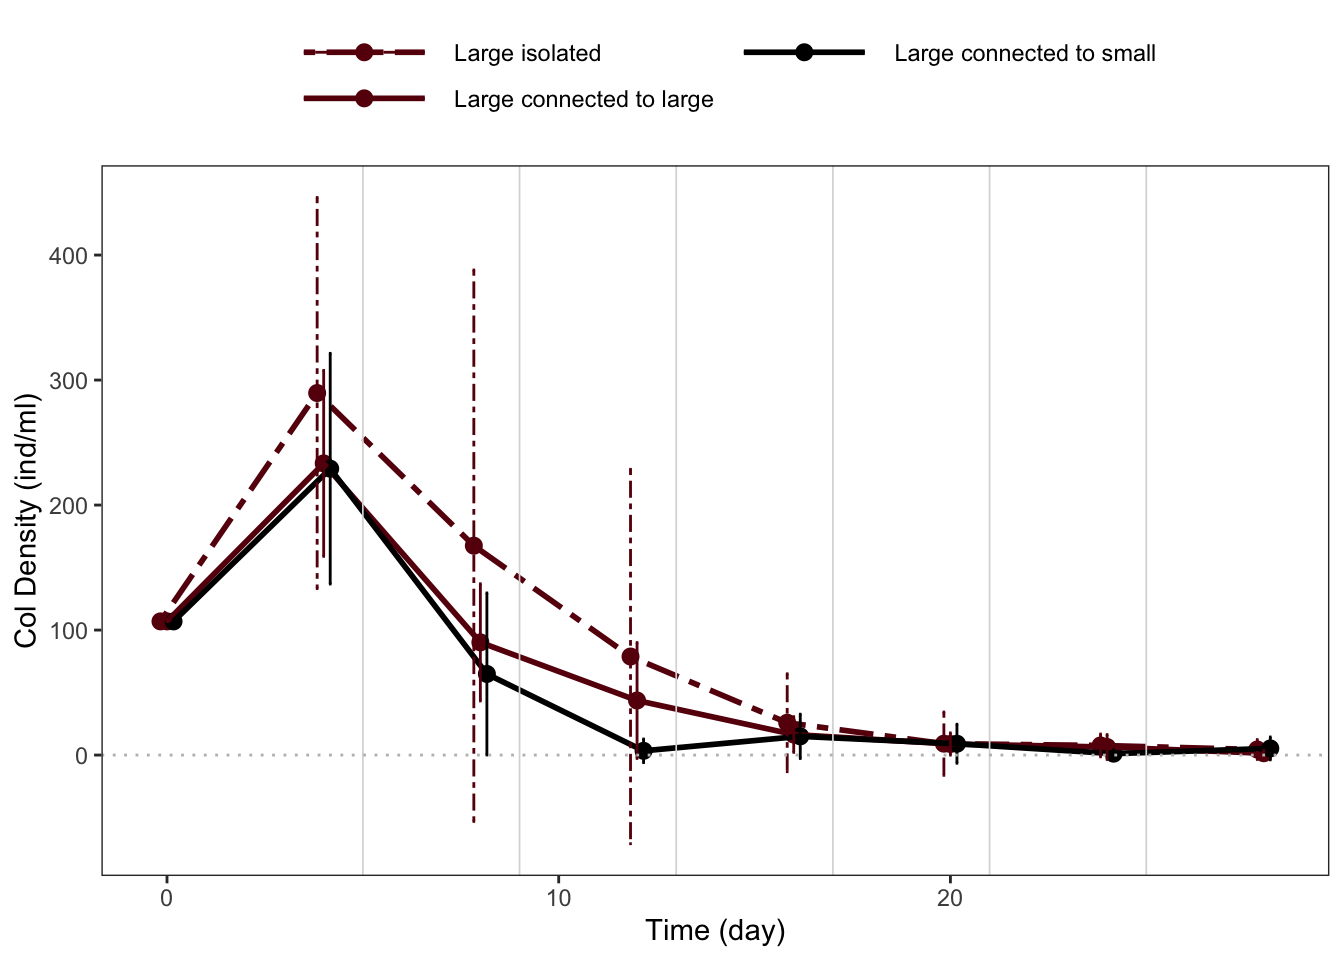 Large isolated
Large connected to small
Large connected to large
Col Density (ind/ml)
400
300
200
100
0
0
10
20
Time (day)